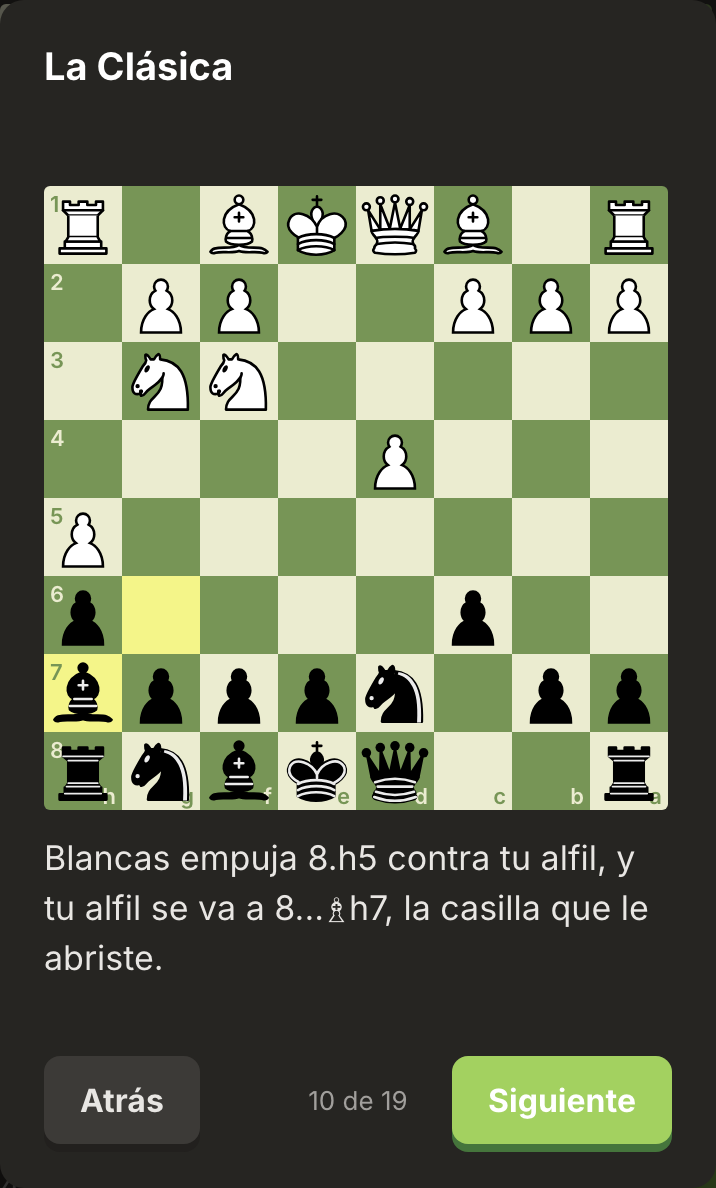 La Clásica
1
2
3
4
5
6
7
8
h g f e d c b a
Blancas empuja 8.h5 contra tu alfil, y
tu alfil se va a 8...♗h7, la casilla que le
abriste.
Atrás 10 de 19 Siguiente